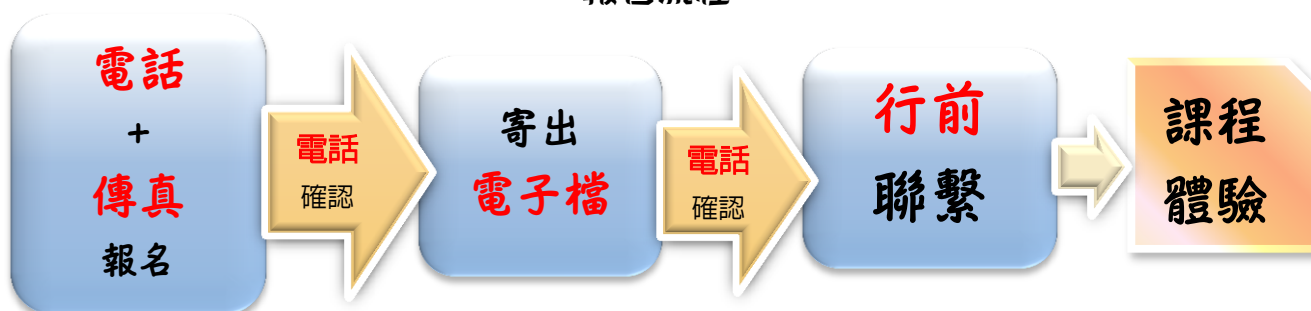 電話
+
傳真
報名
電話
確認
寄出
電子檔
電話
確認
行前
聯繫
課程
體驗